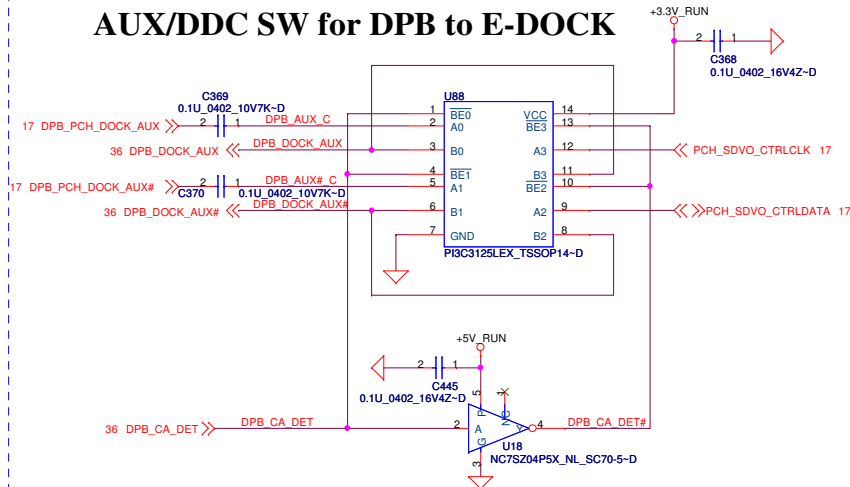 AUX/DDC SW for DPB to E-DOCK
+3.3V_RUN
2 1
C368
0.1U_0402_16V4Z~D
C369
0.1U_0402_10V7K~D
U88
17 DPB_PCH_DOCK_AUX 2 1 DPB_AUX_C
1 BE0 VCC 14
2 A0 BE3 13
36 DPB_DOCK_AUX DPB_DOCK_AUX 3 B0 A3 12 PCH_SDVO_CTRLCLK 17
4 BE1 B3 11
17 DPB_PCH_DOCK_AUX# 2 1 DPB_AUX#_C 5 A1 BE2 10
C370 0.1U_0402_10V7K~D
36 DPB_DOCK_AUX# DPB_DOCK_AUX# 6 B1 A2 9 PCH_SDVO_CTRLDATA 17
7 GND B2 8
PI3C3125LEX_TSSOP14~D
+5V_RUN
2 1
C445
0.1U_0402_16V4Z~D
5 P 1 NC
36 DPB_CA_DET DPB_CA_DET 2 A Y 4 DPB_CA_DET#
G 3
U18
NC7SZ04P5X_NL_SC70-5~D